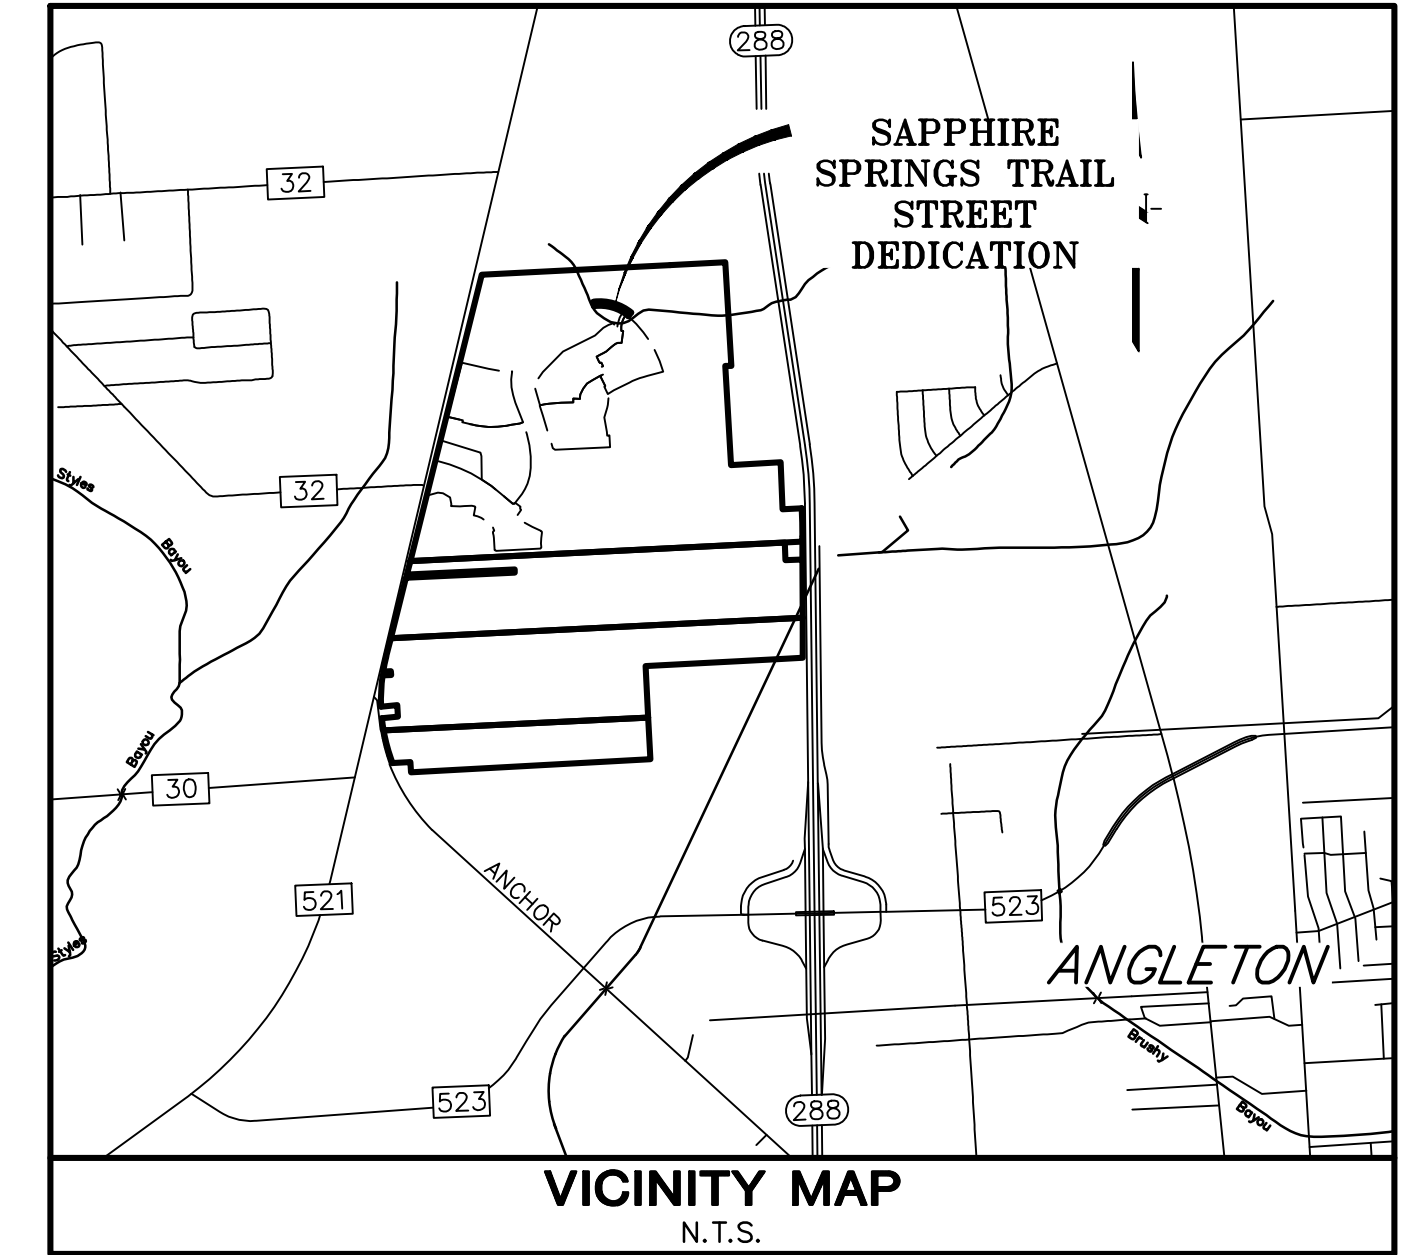 288
SAPPHIRE
SPRINGS TRAIL
STREET
DEDICATION
32
32
Styles
Bayou
Bayou
30
521
ANCHOR
523
Styles
ANGLETON
Brushy
523
288
Bayou
VICINITY MAP
N.T.S.